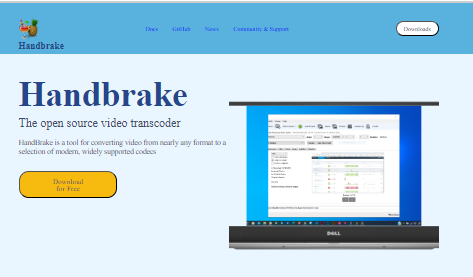 Docs GitHub News Community & Support Downloads
Handbrake
Handbrake
The open source video transcoder
HandBrake is a tool for converting video from nearly any format to a
selection of modern, widely supported codecs
Download
for Free
DELL